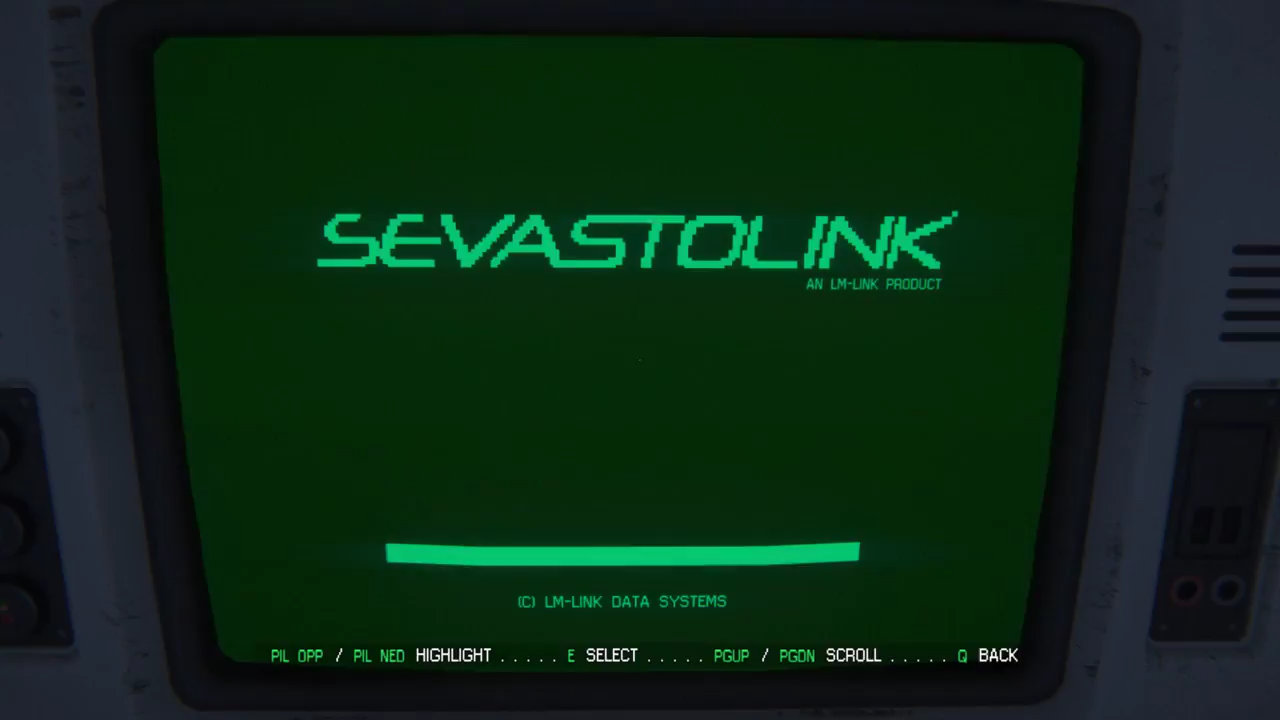 SEVASTOLINK
AN LM-LINK PRODUCT
(C) LM-LINK DATA SYSTEMS
PIL OPP / PIL NED HIGHLIGHT ..... E SELECT ..... PGUP / PGDN SCROLL ..... Q BACK